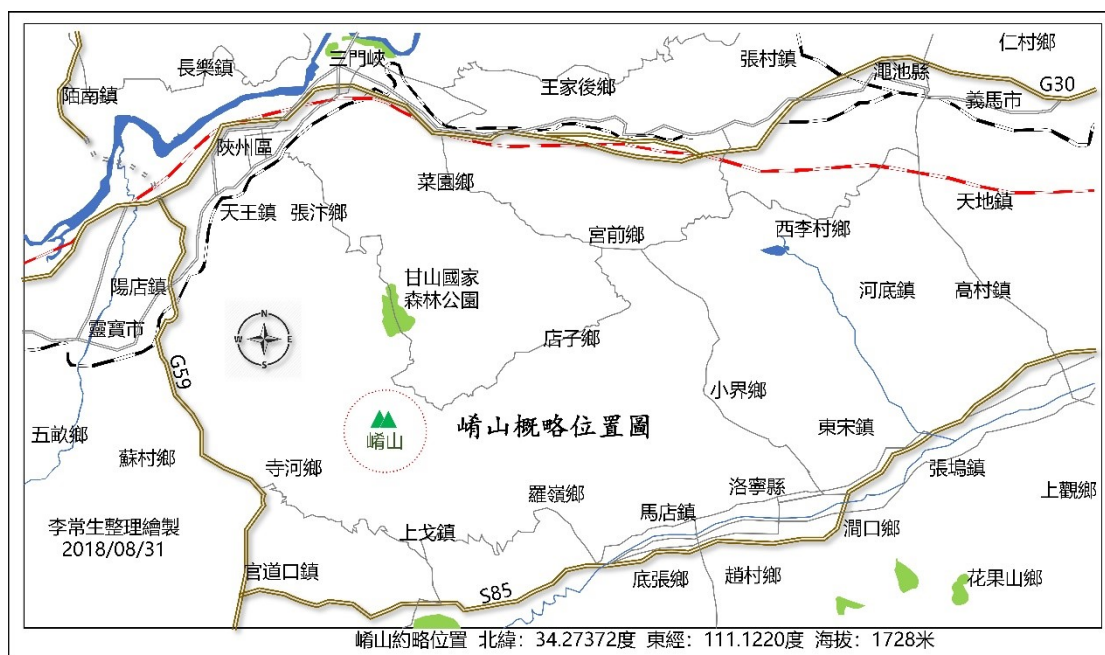 仁村鄉
三門峽
張村鎮
長樂鎮
澠池縣
王家後鄉
G30
陌南鎮
義馬市
陝州區
菜園鄉
天地鎮
天王鎮
張汴鄉
西李村鄉
宮前鄉
甘山國家
森林公園
陽店鎮
河底鎮
高村鎮
靈寶市
N
W
E
S
店子鄉
G59
小界鄉
崤山
崤山概略位置圖
五畝鄉
東宋鎮
蘇村鄉
寺河鄉
張塢鎮
洛寧縣
上觀鄉
羅嶺鄉
馬店鎮
李常生整理繪製
2018/08/31
上戈鎮
澗口鄉
官道口鎮
S85
底張鄉
趙村鄉
花果山鄉
崤山約略位置 北緯：34.27372度 東經：111.1220度 海拔：1728米